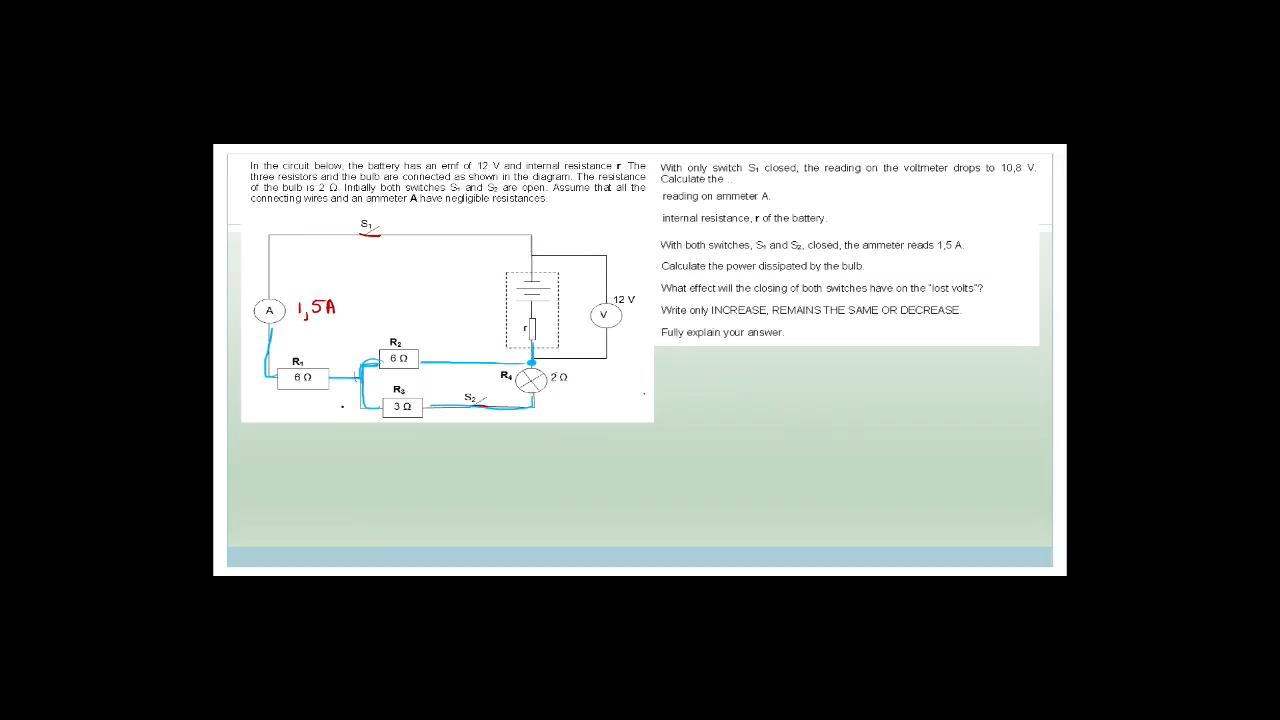 In the circuit below, the battery has an emf of 12 V and internal resistance r. The
three resistors and the bulb are connected as shown in the diagram. The resistance
of the bulb is 2 Ω. Initially both switches S₁ and S₂ are open. Assume that all the
connecting wires and an ammeter A have negligible resistances.
With only switch S₁ closed, the reading on the voltmeter drops to 10,8 V.
Calculate the ..
reading on ammeter A.
internal resistance, r of the battery.
With both switches, S₁ and S₂, closed, the ammeter reads 1,5 A.
Calculate the power dissipated by the bulb.
What effect will the closing of both switches have on the "lost volts"?
Write only INCREASE, REMAINS THE SAME OR DECREASE.
Fully explain your answer.
S₁
12 V
A
1,5A
V
r
R₂
6 Ω
R₁
6 Ω
R₄
2 Ω
R₃
3 Ω
S₂